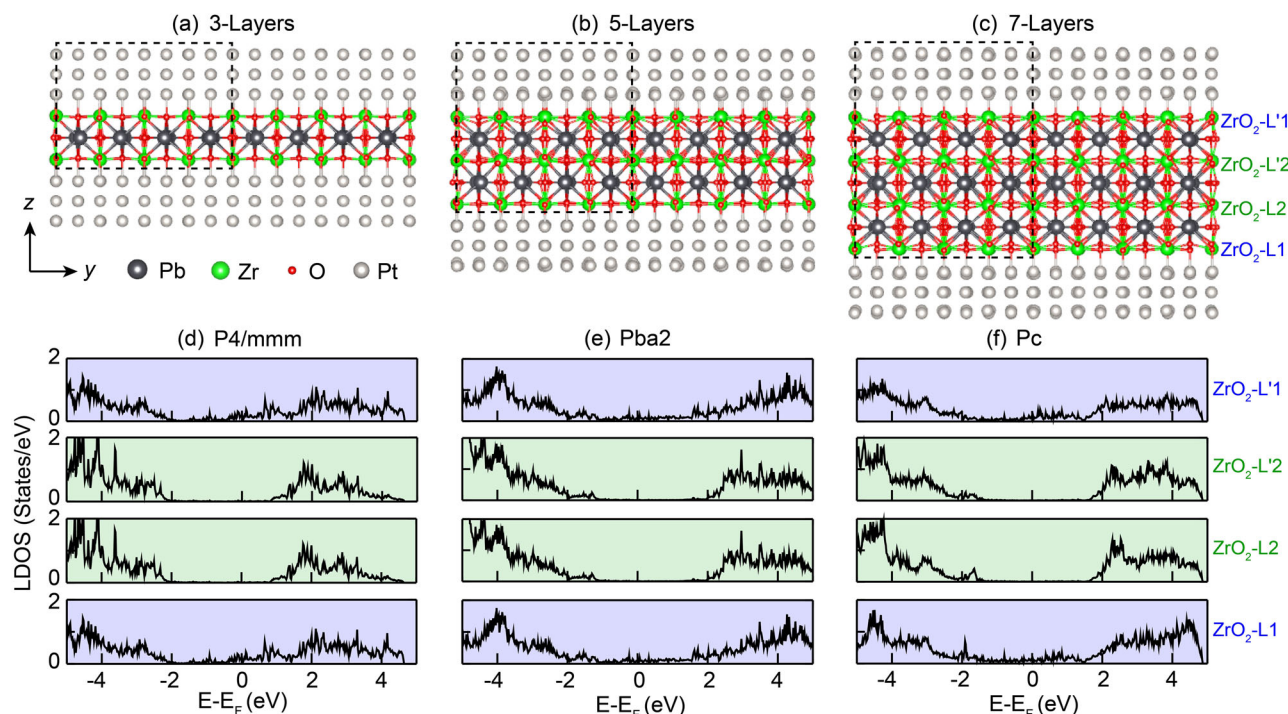 (a) 3-Layers
(b) 5-Layers
(c) 7-Layers
ZrO2-L'1
ZrO2-L'2
ZrO2-L2
ZrO2-L1
z
y
Pb Zr O Pt
(d) P4/mmm
(e) Pba2
(f) Pc
LDOS (States/eV)
2
0
2
0
2
0
2
0
ZrO2-L'1
ZrO2-L'2
ZrO2-L2
ZrO2-L1
-4 -2 0 2 4
-4 -2 0 2 4
-4 -2 0 2 4
E-EF (eV)
E-EF (eV)
E-EF (eV)